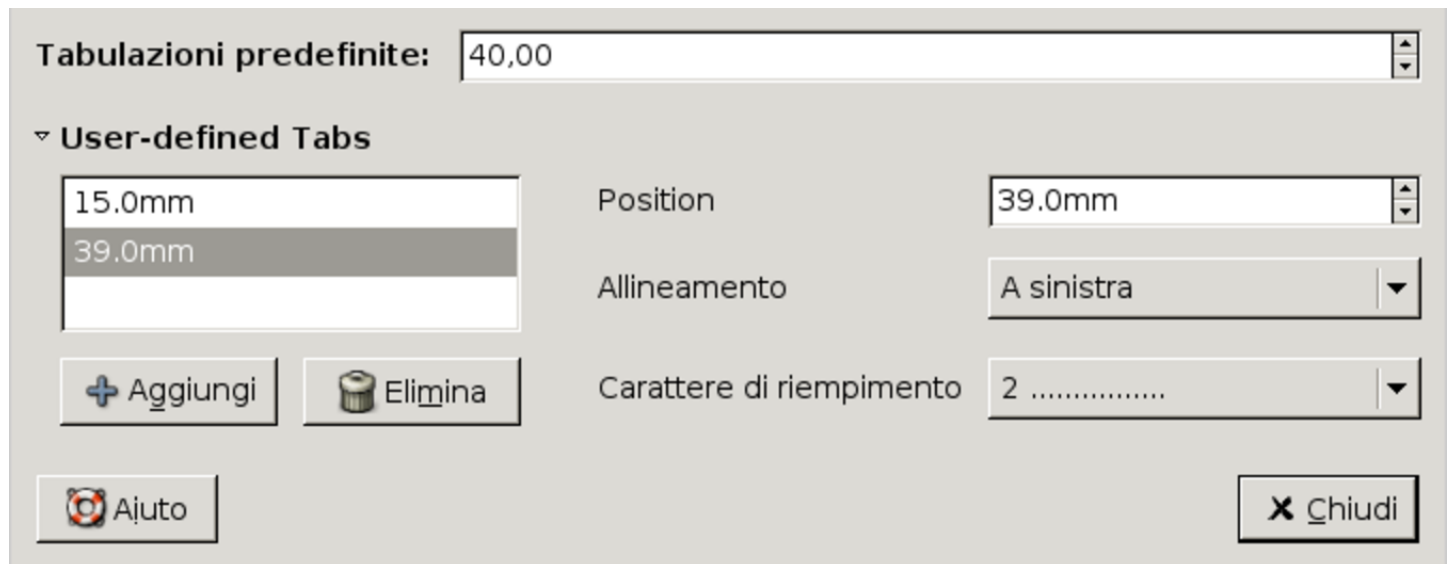 Tabulazioni predefinite: 40,00
User-defined Tabs
15.0mm
39.0mm
Position 39.0mm
Allineamento A sinistra
Carattere di riempimento 2 ................
Aggiungi Elimina
Aiuto Chiudi